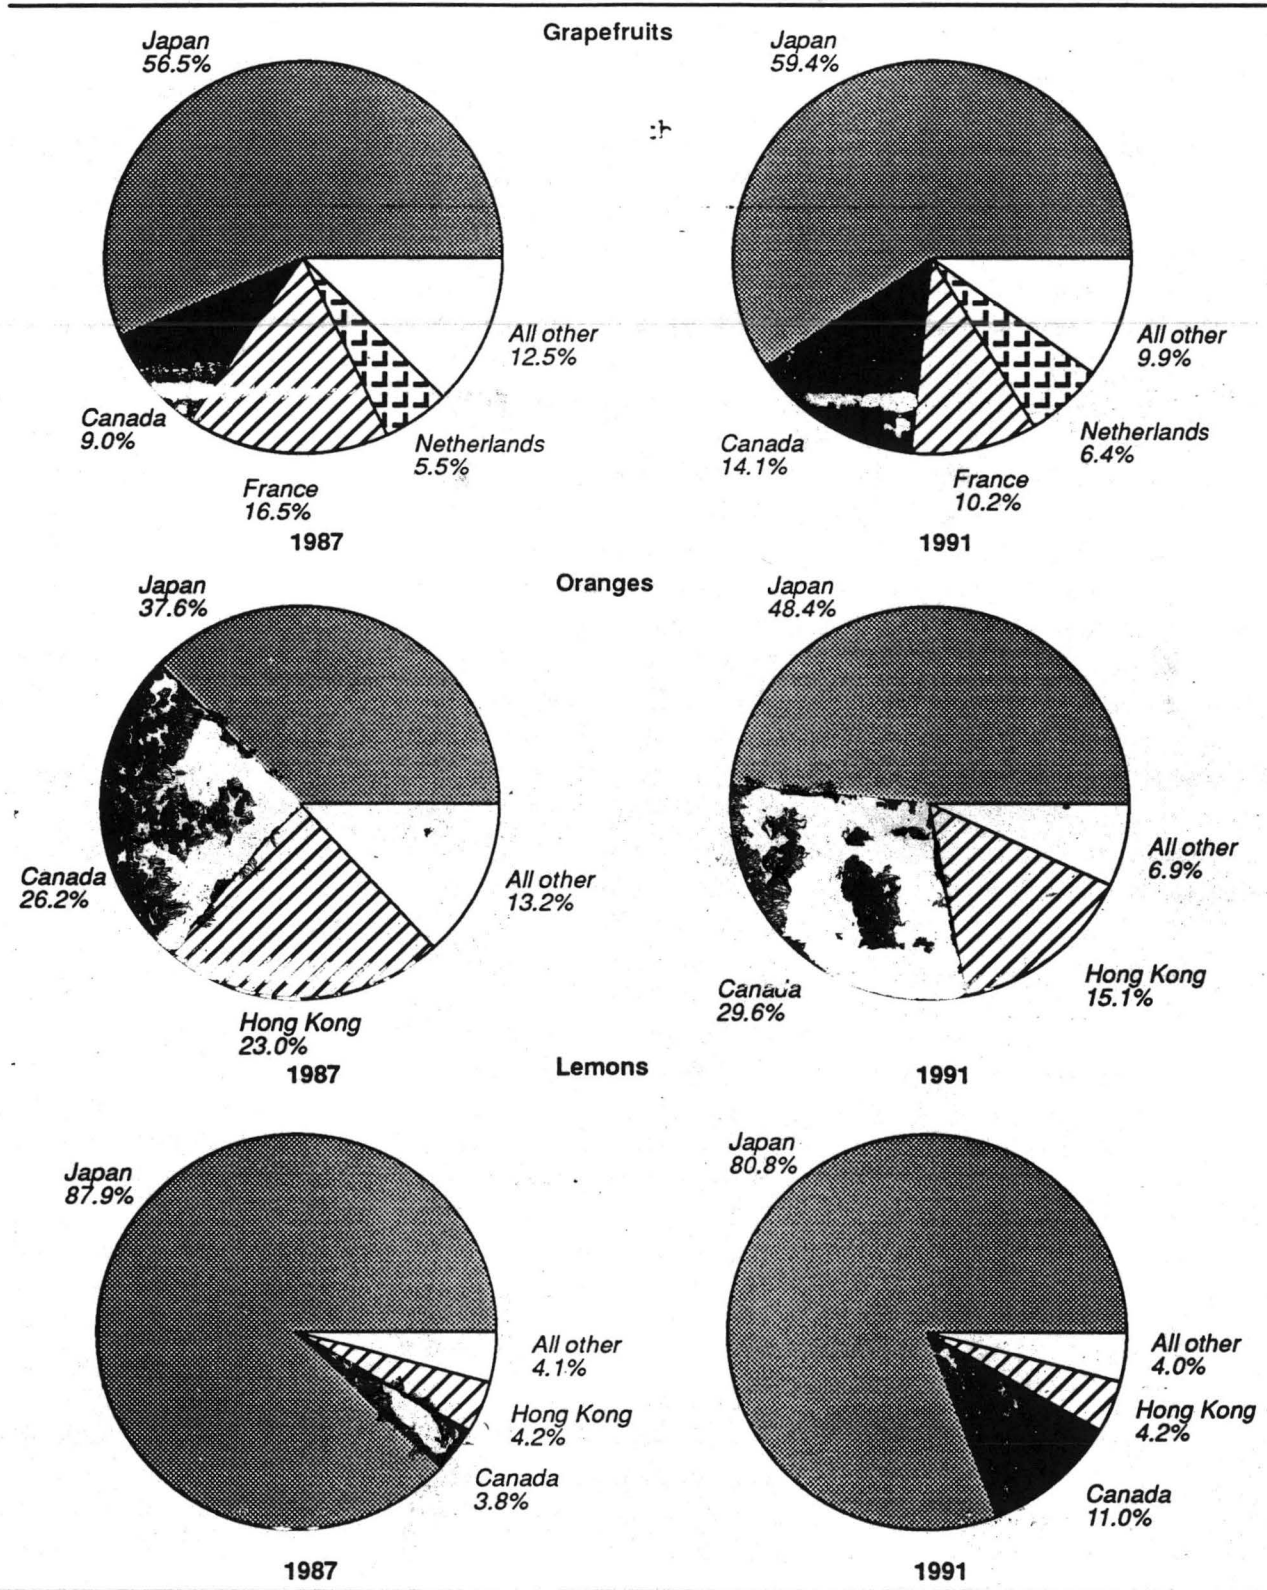 Grapefruits
Japan
56.5%
Canada
9.0%
France
16.5%
Netherlands
5.5%
All other
12.5%
1987
Japan
59.4%
Canada
14.1%
France
10.2%
Netherlands
6.4%
All other
9.9%
1991
Oranges
Japan
37.6%
Canada
26.2%
Hong Kong
23.0%
All other
13.2%
1987
Japan
48.4%
Canada
29.6%
Hong Kong
15.1%
All other
6.9%
1991
Lemons
Japan
87.9%
All other
4.1%
Hong Kong
4.2%
Canada
3.8%
1987
Japan
80.8%
All other
4.0%
Hong Kong
4.2%
Canada
11.0%
1991